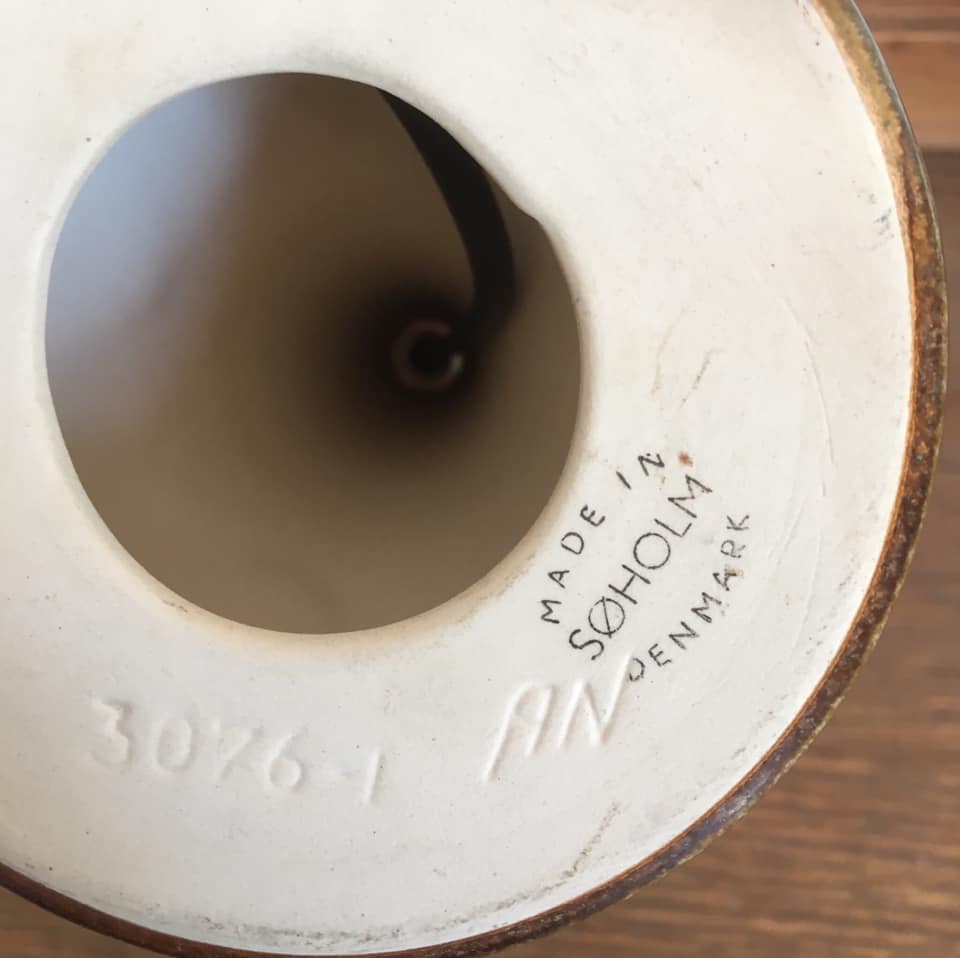 MADE IN
SØHOLM
DENMARK
3076-1
AN